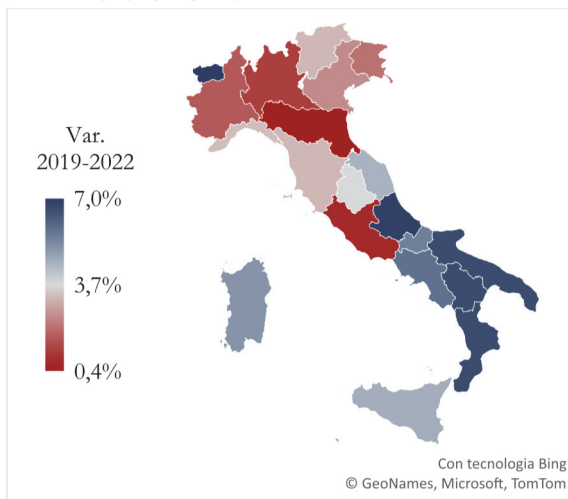 Var.
2019-2022
7,0%
3,7%
0,4%
Con tecnologia Bing
© GeoNames, Microsoft, TomTom